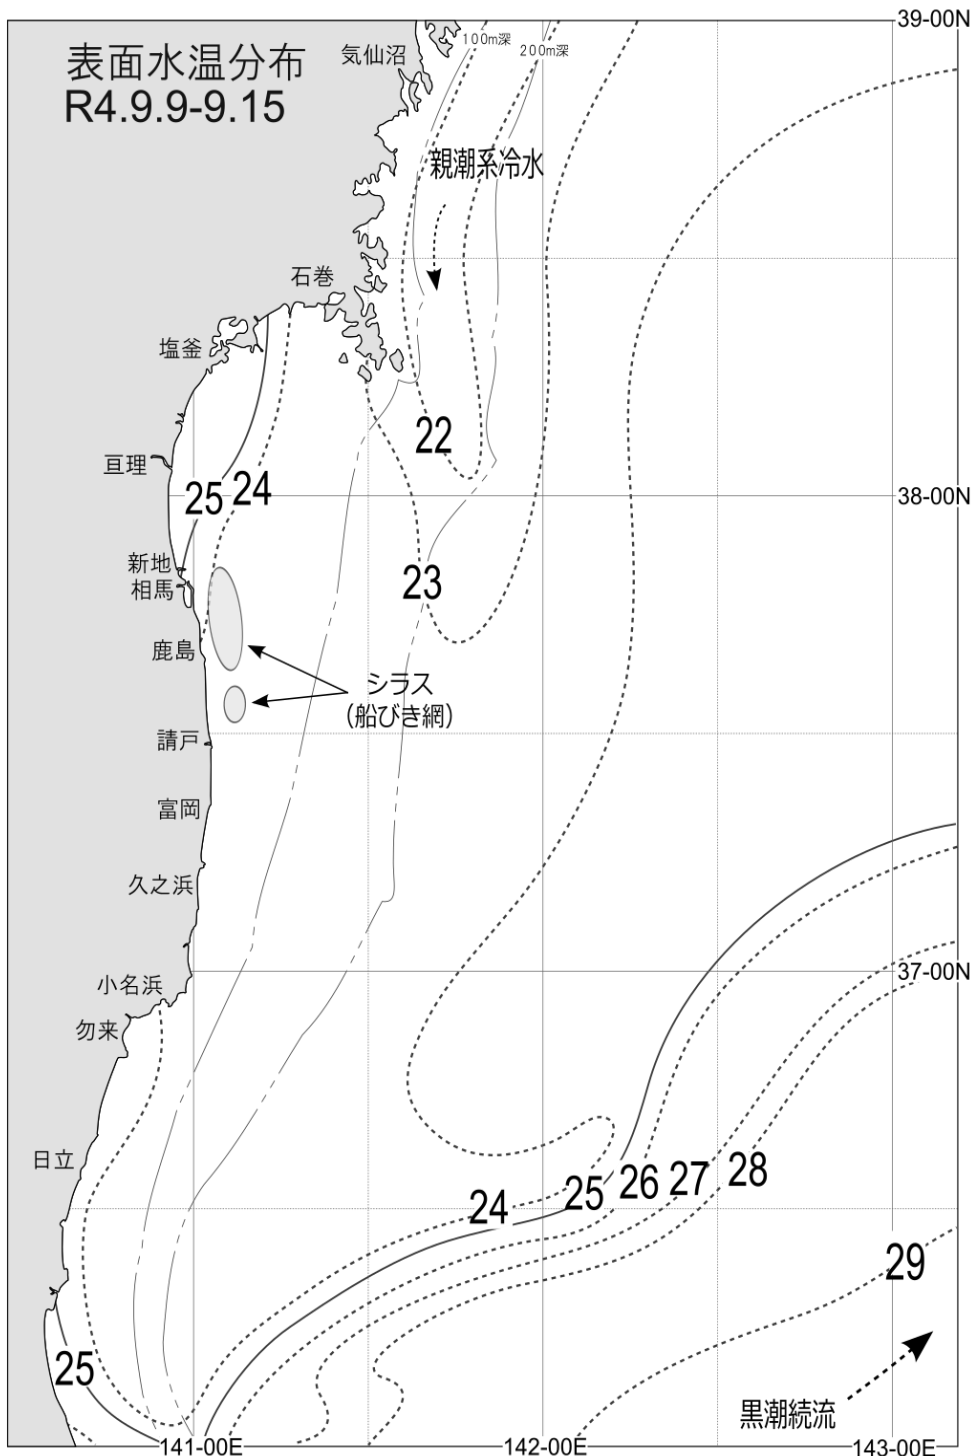 表面水温分布
R4.9.9-9.15
39-00N
気仙沼
100m深
200m深
親潮系冷水
石巻
塩釜
22
亘理
25
24
38-00N
新地
相馬
23
鹿島
シラス
(船びき網)
請戸
富岡
久之浜
37-00N
小名浜
勿来
日立
24
25
26
27
28
29
25
黒潮続流
141-00E
142-00E
143-00E